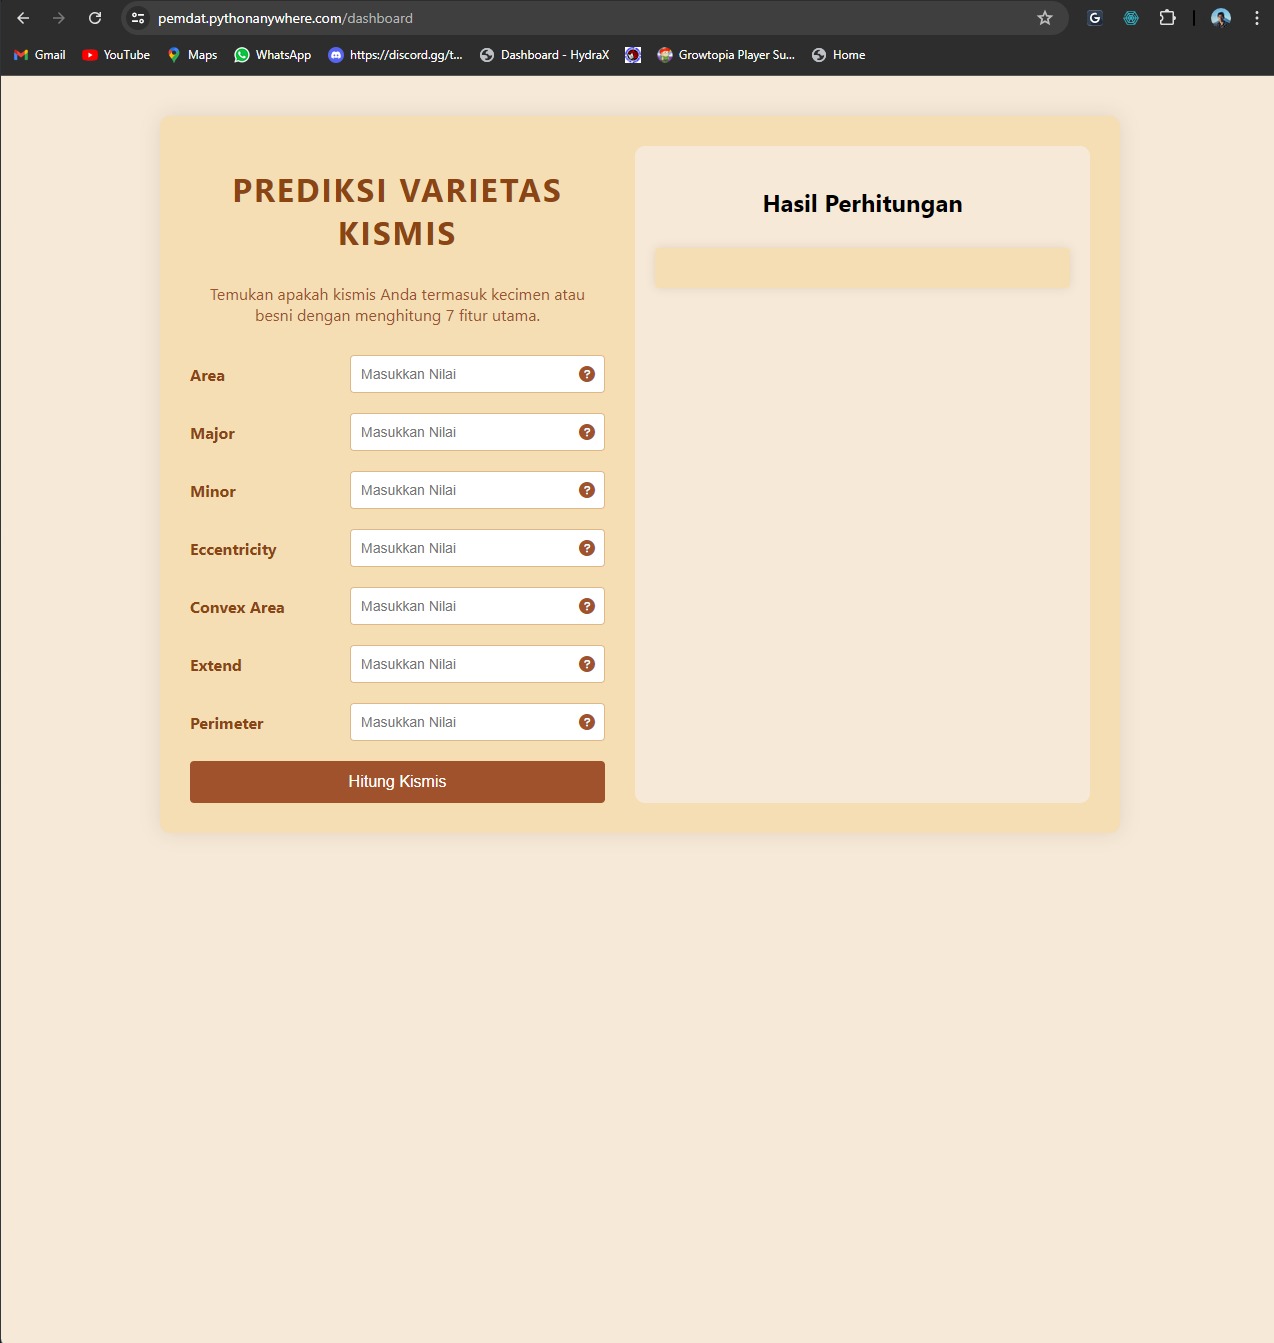 pemdat.pythonanywhere.com/dashboard
Gmail YouTube Maps WhatsApp https://discord.gg/t... Dashboard - HydraX Growtopia Player Su... Home
PREDIKSI VARIETAS
KISMIS
Temukan apakah kismis Anda termasuk kecimen atau
besni dengan menghitung 7 fitur utama.
Area Masukkan Nilai ?
Major Masukkan Nilai ?
Minor Masukkan Nilai ?
Eccentricity Masukkan Nilai ?
Convex Area Masukkan Nilai ?
Extend Masukkan Nilai ?
Perimeter Masukkan Nilai ?
Hitung Kismis
Hasil Perhitungan